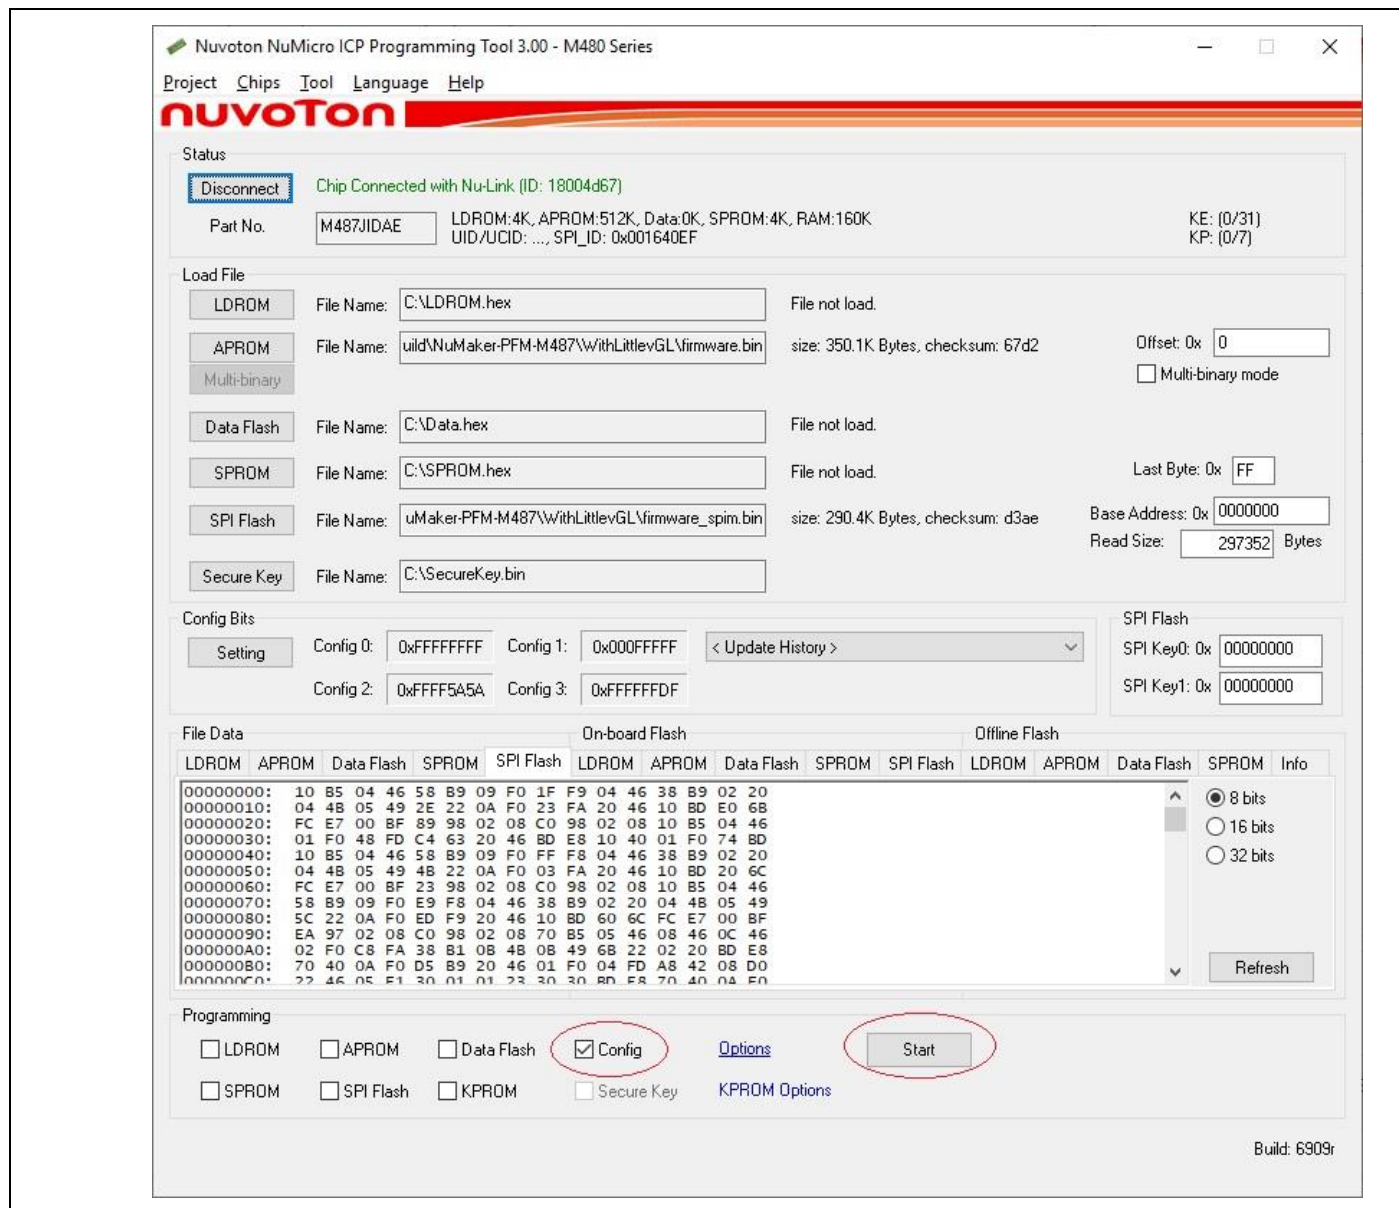 Nuvoton NuMicro ICP Programming Tool 3.00 - M480 Series
Project Chips Tool Language Help
nuvoTon
Status
Disconnect Chip Connected with Nu-Link (ID: 18004d67)
Part No. M487JIDAE LDROM:4K, APROM:512K, Data:0K, SPROM:4K, RAM:160K KE: (0/31)
UID/UCID: ..., SPI_ID: 0x001640EF KP: (0/7)
Load File
LDROM File Name: C:\LDROM.hex File not load.
APROM File Name: uild\NuMaker-PFM-M487\WithLittlevGL\firmware.bin size: 350.1K Bytes, checksum: 67d2 Offset: 0x 0
Multi-binary Multi-binary mode
Data Flash File Name: C:\Data.hex File not load.
SPROM File Name: C:\SPROM.hex File not load. Last Byte: 0x FF
SPI Flash File Name: uMaker-PFM-M487\WithLittlevGL\firmware_spim.bin size: 290.4K Bytes, checksum: d3ae Base Address: 0x 0000000
Read Size: 297352 Bytes
Secure Key File Name: C:\SecureKey.bin
Config Bits SPI Flash
Setting Config 0: 0xFFFFFFFF Config 1: 0x000FFFFF < Update History > SPI Key0: 0x 00000000
Config 2: 0xFFFF5A5A Config 3: 0xFFFFFFDF SPI Key1: 0x 00000000
File Data On-board Flash Offline Flash
LDROM APROM Data Flash SPROM SPI Flash LDROM APROM Data Flash SPROM SPI Flash LDROM APROM Data Flash SPROM Info
00000000: 10 B5 04 46 58 B9 09 F0 1F F9 04 46 38 B9 02 20 8 bits
00000010: 04 4B 05 49 2E 22 0A F0 23 FA 20 46 10 BD E0 6B
00000020: FC E7 00 BF 89 98 02 08 C0 98 02 08 10 B5 04 46 16 bits
00000030: 01 F0 48 FD C4 63 20 46 BD E8 10 40 01 F0 74 BD
00000040: 10 B5 04 46 58 B9 09 F0 FF F8 04 46 38 B9 02 20 32 bits
00000050: 04 4B 05 49 4B 22 0A F0 03 FA 20 46 10 BD 20 6C
00000060: FC E7 00 BF 23 98 02 08 C0 98 02 08 10 B5 04 46
00000070: 58 B9 09 F0 E9 F8 04 46 38 B9 02 20 04 4B 05 49
00000080: 5C 22 0A F0 ED F9 20 46 10 BD 60 6C FC E7 00 BF
00000090: EA 97 02 08 C0 98 02 08 70 B5 05 46 08 46 0C 46
000000A0: 02 F0 C8 FA 38 B1 0B 4B 0B 49 6B 22 02 20 BD E8
000000B0: 70 40 0A F0 D5 B9 20 46 01 F0 04 FD A8 42 08 D0 Refresh
000000C0: 22 46 05 F1 30 01 01 23 30 30 BD E8 70 40 0A F0
Programming
LDROM APROM Data Flash Config Options Start
SPROM SPI Flash KPROM Secure Key KPROM Options
Build: 6909r